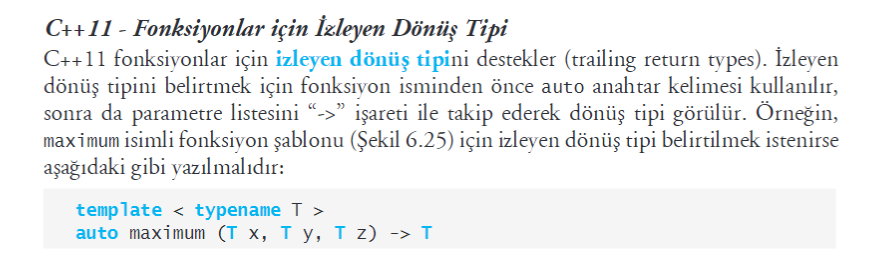 C++11 - Fonksiyonlar için İzleyen Dönüş Tipi
C++11 fonksiyonlar için izleyen dönüş tipini destekler (trailing return types). İzleyen
dönüş tipini belirtmek için fonksiyon isminden önce auto anahtar kelimesi kullanılır,
sonra da parametre listesini “->” işareti ile takip ederek dönüş tipi görülür. Örneğin,
maximum isimli fonksiyon şablonu (Şekil 6.25) için izleyen dönüş tipi belirtilmek istenirse
aşağıdaki gibi yazılmalıdır:
template < typename T >
auto maximum (T x, T y, T z) -> T